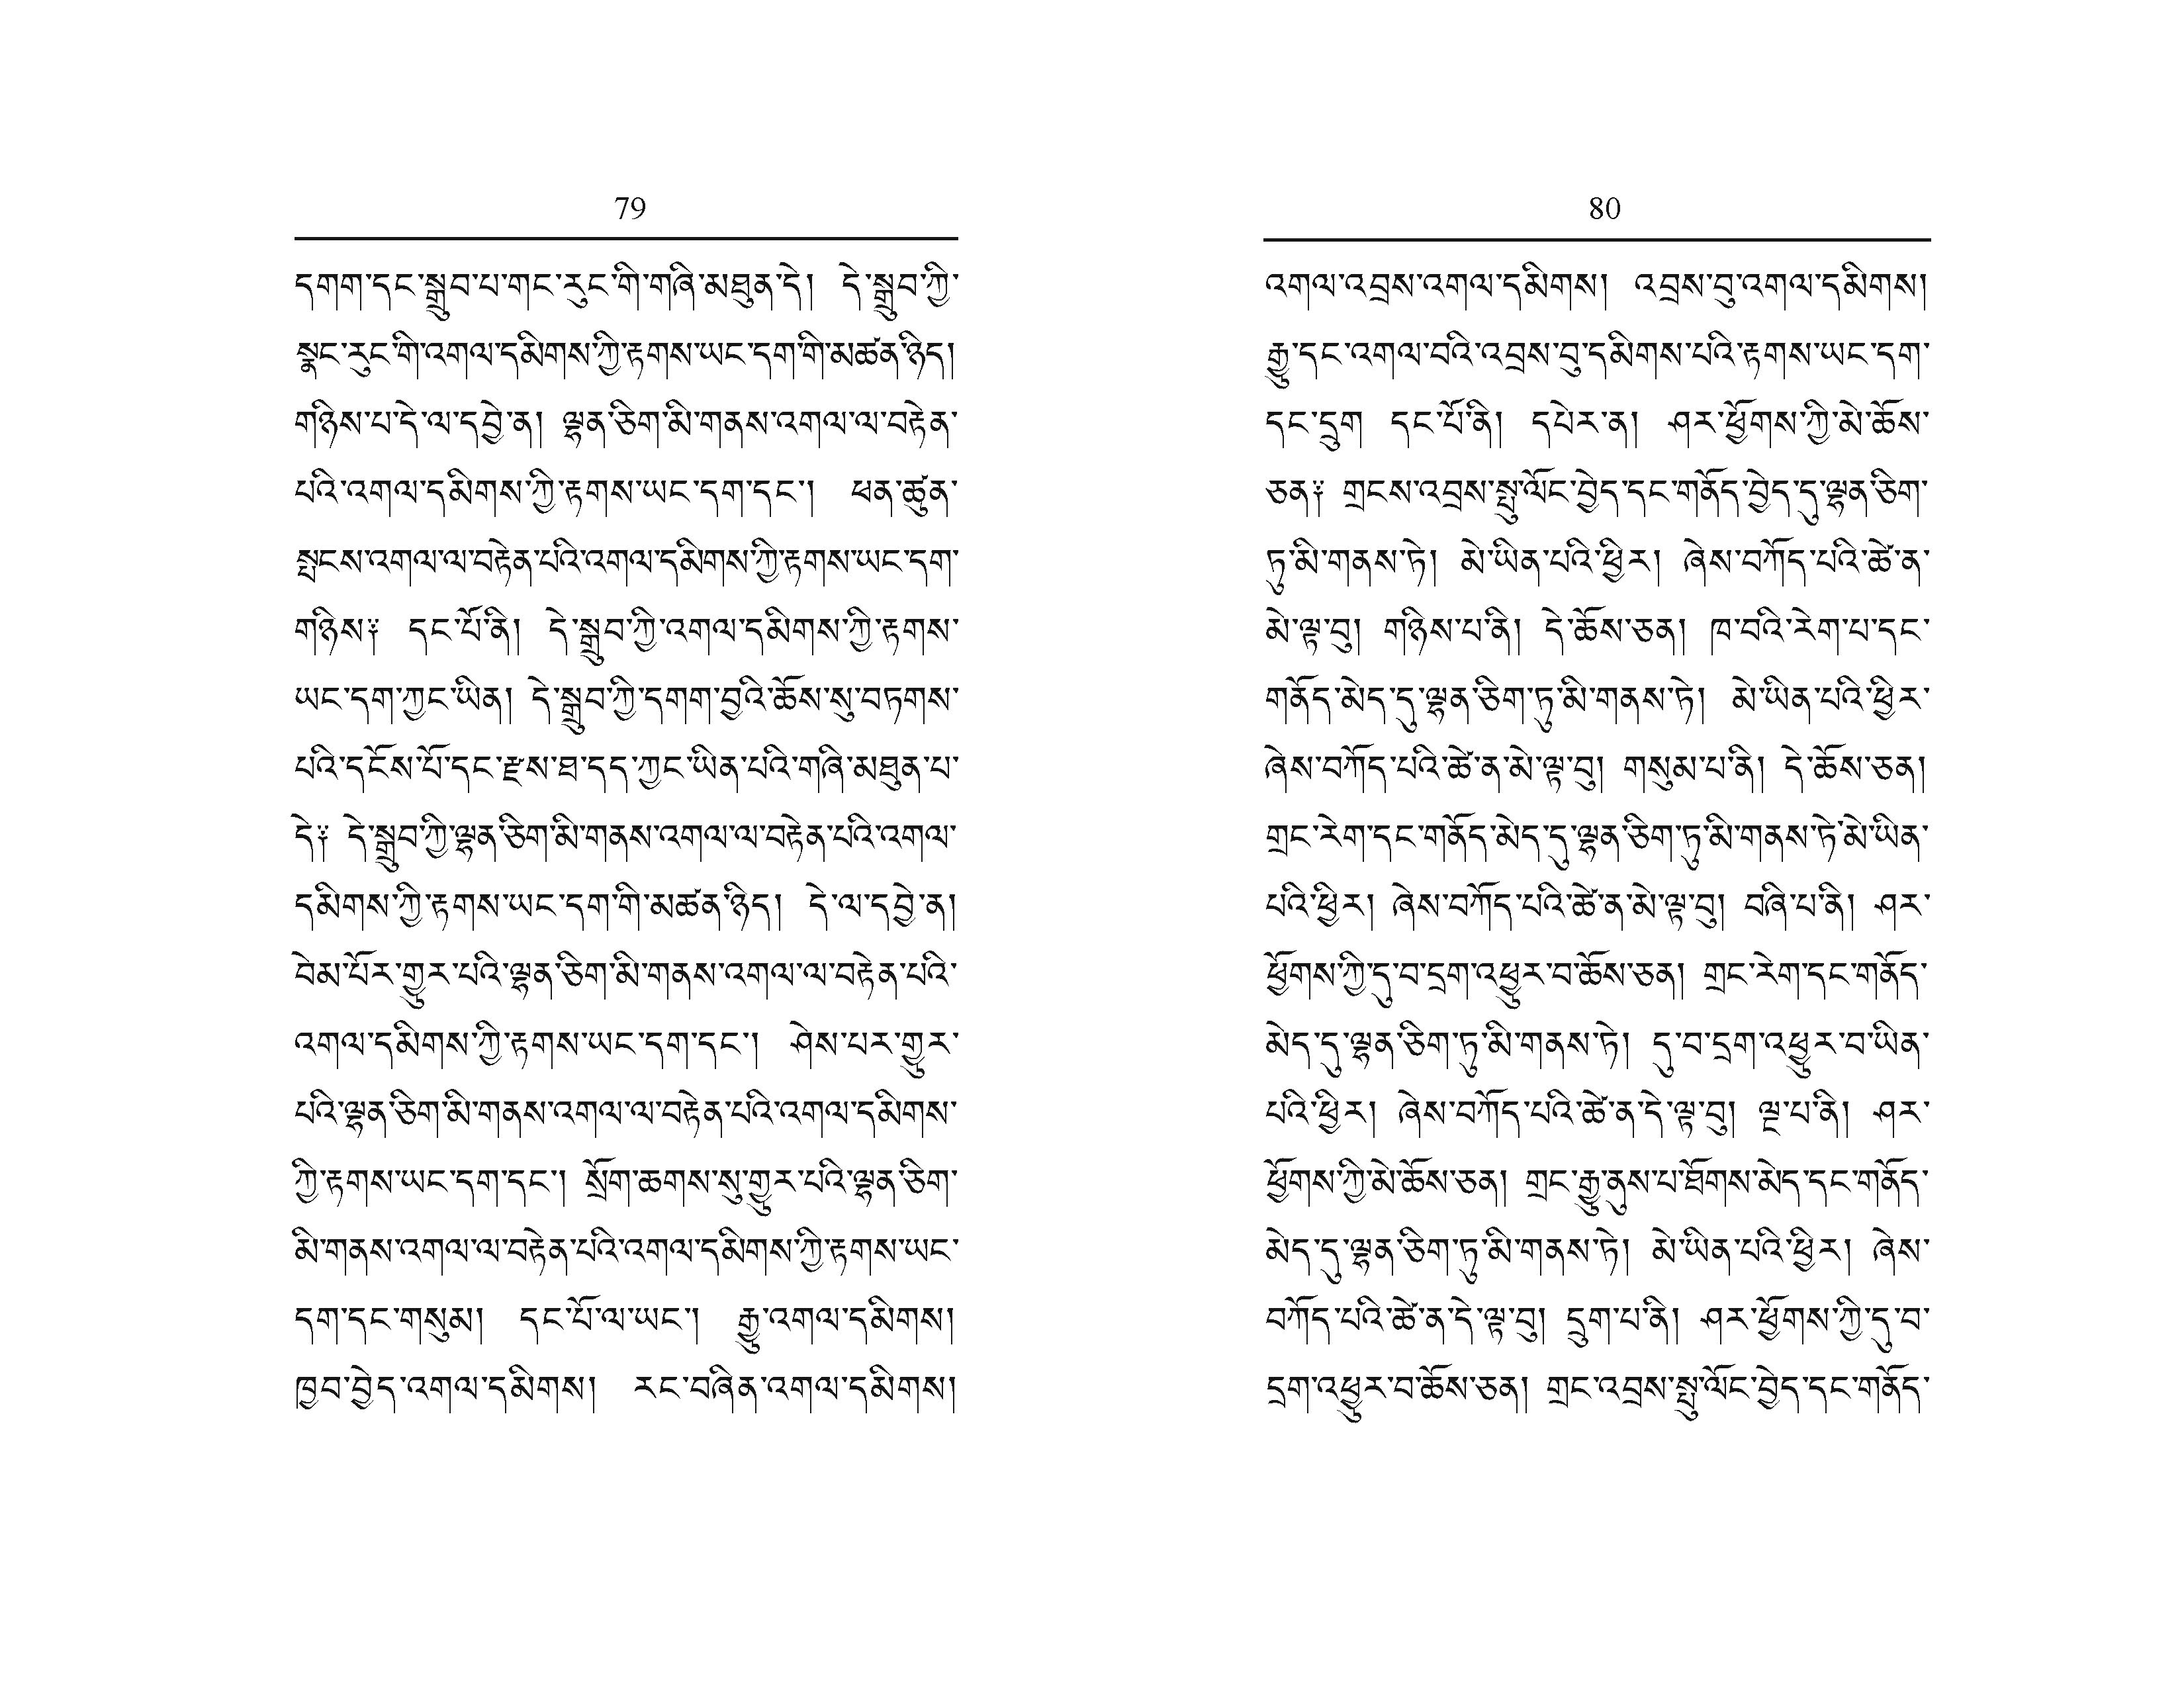 79
དགག་དང་སྒྲུབ་པ་གང་རུང་གི་གཞི་མཐུན་དེ། དེ་སྒྲུབ་ཀྱི་
སྣང་རུང་གི་འགལ་དམིགས་ཀྱི་རྟགས་ཡང་དག་གི་མཚན་ཉིད།
གཉིས་པ་དེ་ལ་དབྱེ་ན། ལྷན་ཅིག་མི་གནས་འགལ་ལ་བརྟེན་
པའི་འགལ་དམིགས་ཀྱི་རྟགས་ཡང་དག་དང་། ཕན་ཚུན་
སྤངས་འགལ་ལ་བརྟེན་པའི་འགལ་དམིགས་ཀྱི་རྟགས་ཡང་དག་
གཉིས༑ དང་པོ་ནི། དེ་སྒྲུབ་ཀྱི་འགལ་དམིགས་ཀྱི་རྟགས་
ཡང་དག་ཀྱང་ཡིན། དེ་སྒྲུབ་ཀྱི་དགག་བྱའི་ཆོས་སུ་བཏགས་
པའི་དངོས་པོ་དང་རྫས་ཐ་དད་ཀྱང་ཡིན་པའི་གཞི་མཐུན་པ་
དེ༑ དེ་སྒྲུབ་ཀྱི་ལྷན་ཅིག་མི་གནས་འགལ་ལ་བརྟེན་པའི་འགལ་
དམིགས་ཀྱི་རྟགས་ཡང་དག་གི་མཚན་ཉིད། དེ་ལ་དབྱེ་ན།
བེམ་པོར་གྱུར་པའི་ལྷན་ཅིག་མི་གནས་འགལ་ལ་བརྟེན་པའི་
འགལ་དམིགས་ཀྱི་རྟགས་ཡང་དག་དང་། ཤེས་པར་གྱུར་
པའི་ལྷན་ཅིག་མི་གནས་འགལ་ལ་བརྟེན་པའི་འགལ་དམིགས་
ཀྱི་རྟགས་ཡང་དག་དང་། སྲོག་ཆགས་སུ་གྱུར་པའི་ལྷན་ཅིག་
མི་གནས་འགལ་ལ་བརྟེན་པའི་འགལ་དམིགས་ཀྱི་རྟགས་ཡང་
དག་དང་གསུམ། དང་པོ་ལ་ཡང་། རྒྱུ་འགལ་དམིགས།
ཁྱབ་བྱེད་འགལ་དམིགས། རང་བཞིན་འགལ་དམིགས།
80
འགལ་འབྲས་འགལ་དམིགས། འབྲས་བུ་འགལ་དམིགས།
རྒྱུ་དང་འགལ་བའི་འབྲས་བུ་དམིགས་པའི་རྟགས་ཡང་དག་
དང་དྲུག དང་པོ་ནི། དཔེར་ན། ཤར་ཕྱོགས་ཀྱི་མེ་ཆོས་
ཅན༑ གྲངས་འབྲས་སྤུ་ལོང་བྱེད་དང་གནོད་བྱེད་དུ་ལྷན་ཅིག་
ཏུ་མི་གནས་ཏེ། མེ་ཡིན་པའི་ཕྱིར། ཞེས་བཀོད་པའི་ཚེ་ན་
མེ་ལྟ་བུ། གཉིས་པ་ནི། དེ་ཆོས་ཅན། ཁ་བའི་རེག་པ་དང་
གནོད་མེད་དུ་ལྷན་ཅིག་ཏུ་མི་གནས་ཏེ། མེ་ཡིན་པའི་ཕྱིར་
ཞེས་བཀོད་པའི་ཚེ་ན་མེ་ལྟ་བུ། གསུམ་པ་ནི། དེ་ཆོས་ཅན།
གྲང་རེག་དང་གནོད་མེད་དུ་ལྷན་ཅིག་ཏུ་མི་གནས་ཏེ་མེ་ཡིན་
པའི་ཕྱིར། ཞེས་བཀོད་པའི་ཚེ་ན་མེ་ལྟ་བུ། བཞི་པ་ནི། ཤར་
ཕྱོགས་ཀྱི་དུ་བ་དྲག་འཕྱུར་བ་ཆོས་ཅན། གྲང་རེག་དང་གནོད་
མེད་དུ་ལྷན་ཅིག་ཏུ་མི་གནས་ཏེ། དུ་བ་དྲག་འཕྱུར་བ་ཡིན་
པའི་ཕྱིར། ཞེས་བཀོད་པའི་ཚེ་ན་དེ་ལྟ་བུ། ལྔ་པ་ནི། ཤར་
ཕྱོགས་ཀྱི་མེ་ཆོས་ཅན། གྲང་རྒྱུ་ནུས་པ་ཐོགས་མེད་དང་གནོད་
མེད་དུ་ལྷན་ཅིག་ཏུ་མི་གནས་ཏེ། མེ་ཡིན་པའི་ཕྱིར། ཞེས་
བཀོད་པའི་ཚེ་ན་དེ་ལྟ་བུ། དྲུག་པ་ནི། ཤར་ཕྱོགས་ཀྱི་དུ་བ་
དྲག་འཕྱུར་བ་ཆོས་ཅན། གྲང་འབྲས་སྤུ་ལོང་བྱེད་དང་གནོད་